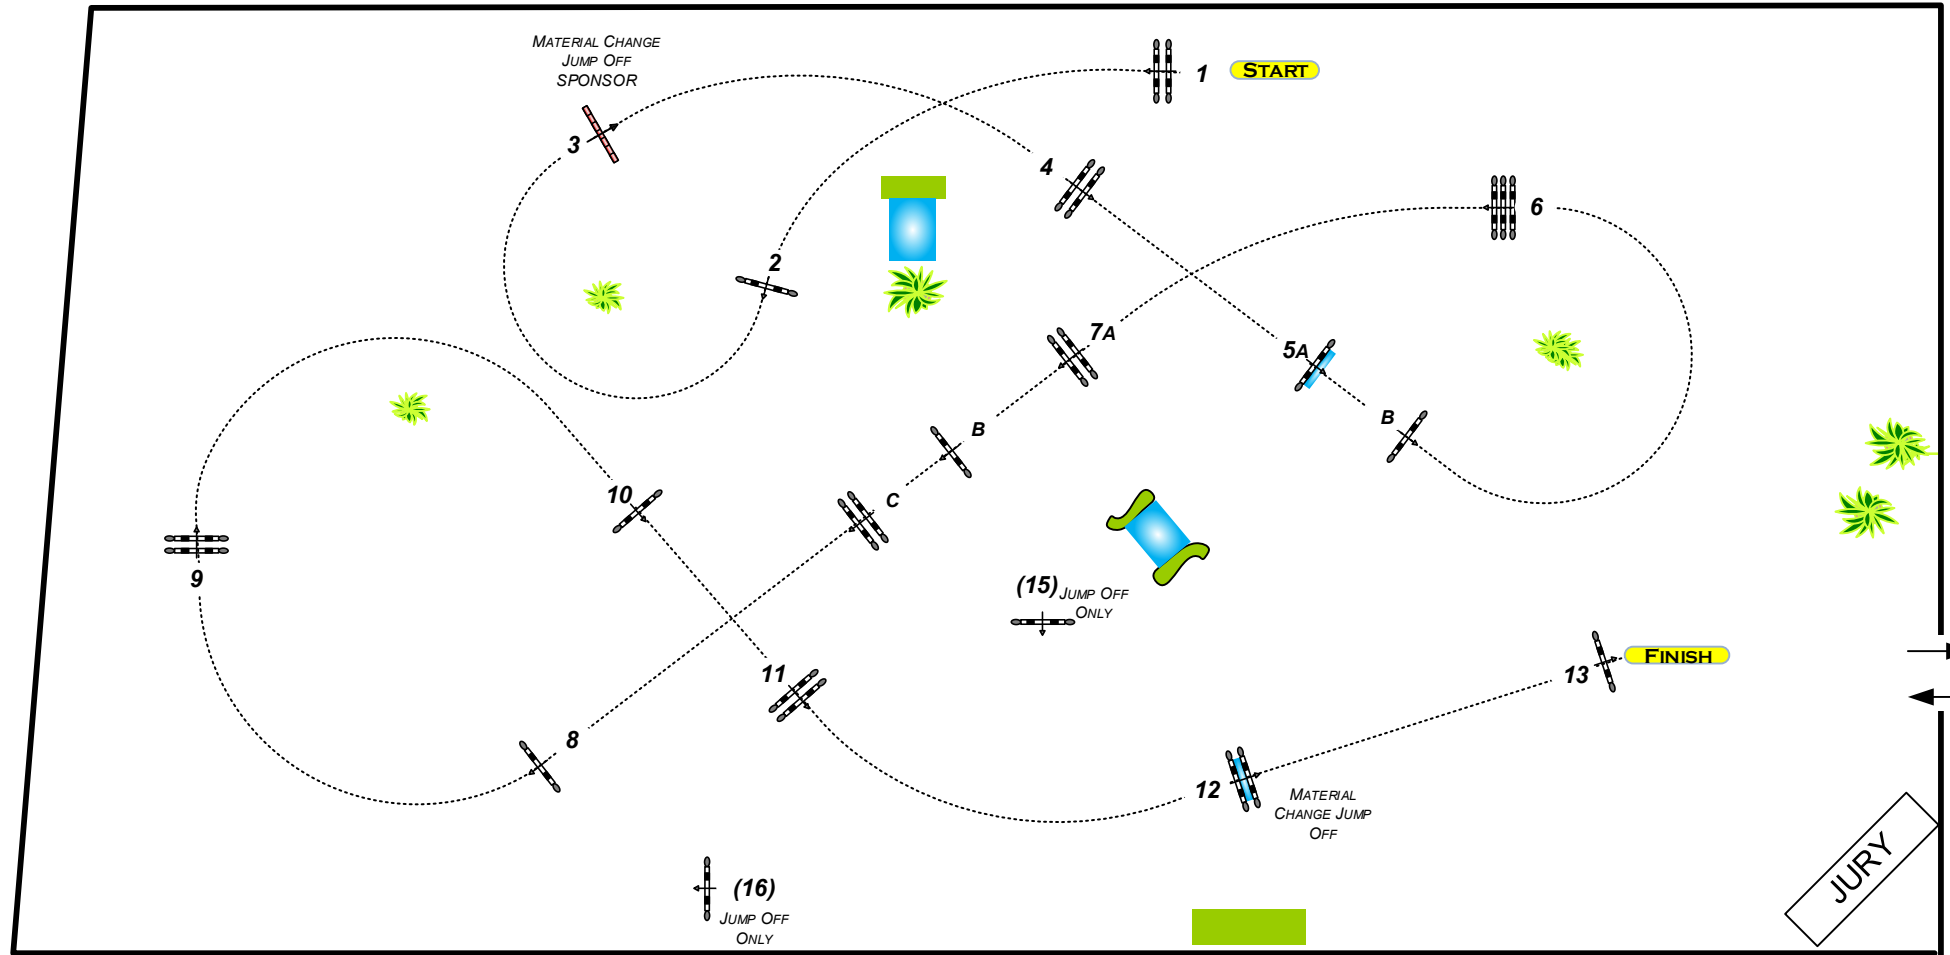 MATERIAL CHANGE
JUMP OFF
SPONSOR
1
START
3
4
6
2
7A
5A
B
B
10
C
9
(15)
JUMP OFF
ONLY
11
13
FINISH
8
12
MATERIAL
CHANGE JUMP
OFF
JURY
(16)
JUMP OFF
ONLY